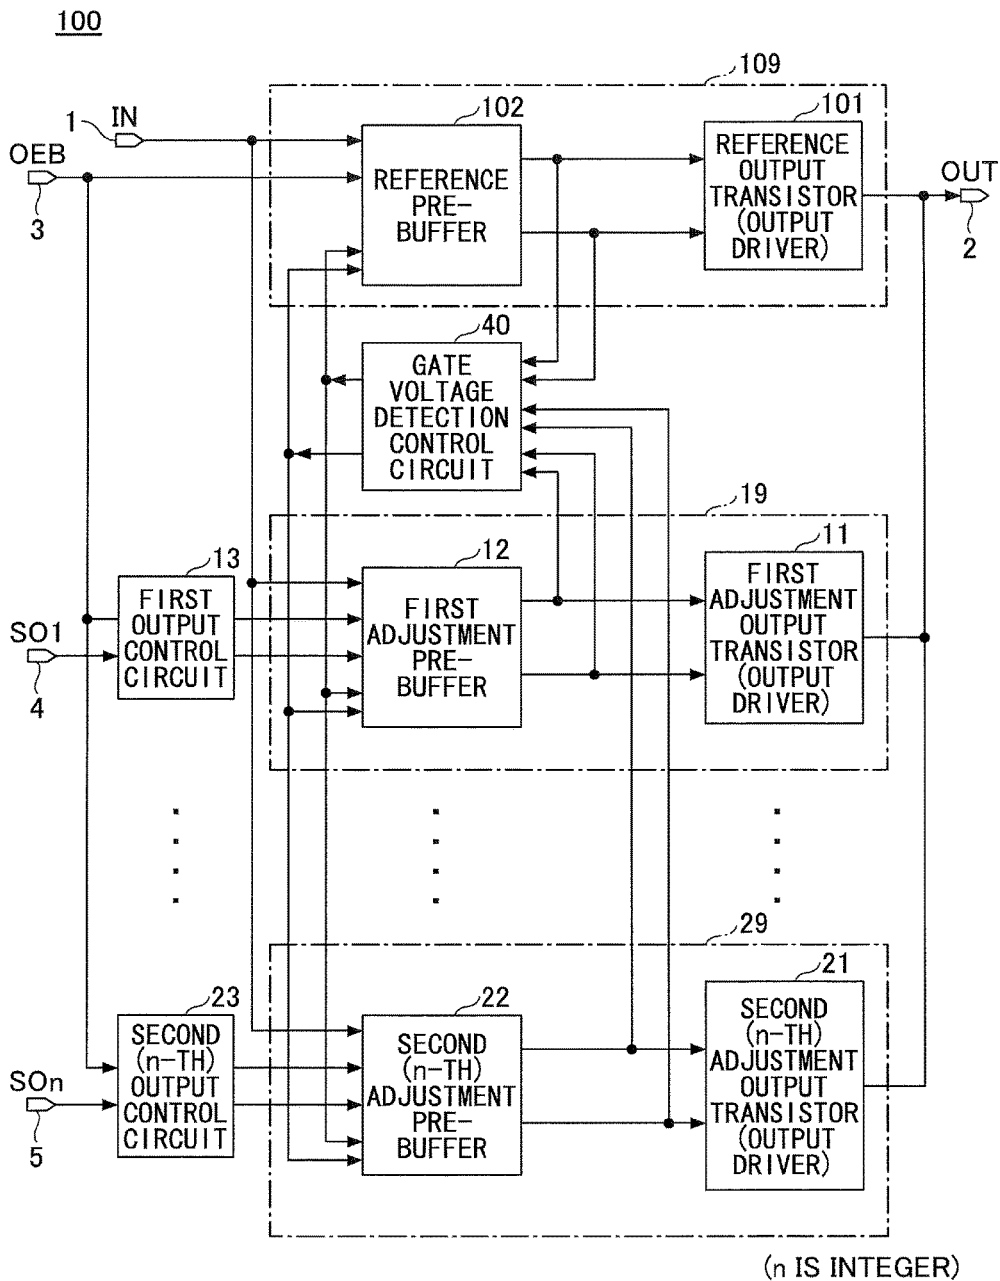 100
109
1
IN
102
101
OEB
3
REFERENCE
PRE-
BUFFER
REFERENCE
OUTPUT
TRANSISTOR
(OUTPUT
DRIVER)
OUT
2
40
GATE
VOLTAGE
DETECTION
CONTROL
CIRCUIT
19
13
12
11
FIRST
OUTPUT
CONTROL
CIRCUIT
SO1
4
FIRST
ADJUSTMENT
PRE-
BUFFER
FIRST
ADJUSTMENT
OUTPUT
TRANSISTOR
(OUTPUT
DRIVER)
29
23
22
21
SECOND
(n-TH)
OUTPUT
CONTROL
CIRCUIT
SOn
5
SECOND
(n-TH)
ADJUSTMENT
PRE-
BUFFER
SECOND
(n-TH)
ADJUSTMENT
OUTPUT
TRANSISTOR
(OUTPUT
DRIVER)
(n IS INTEGER)